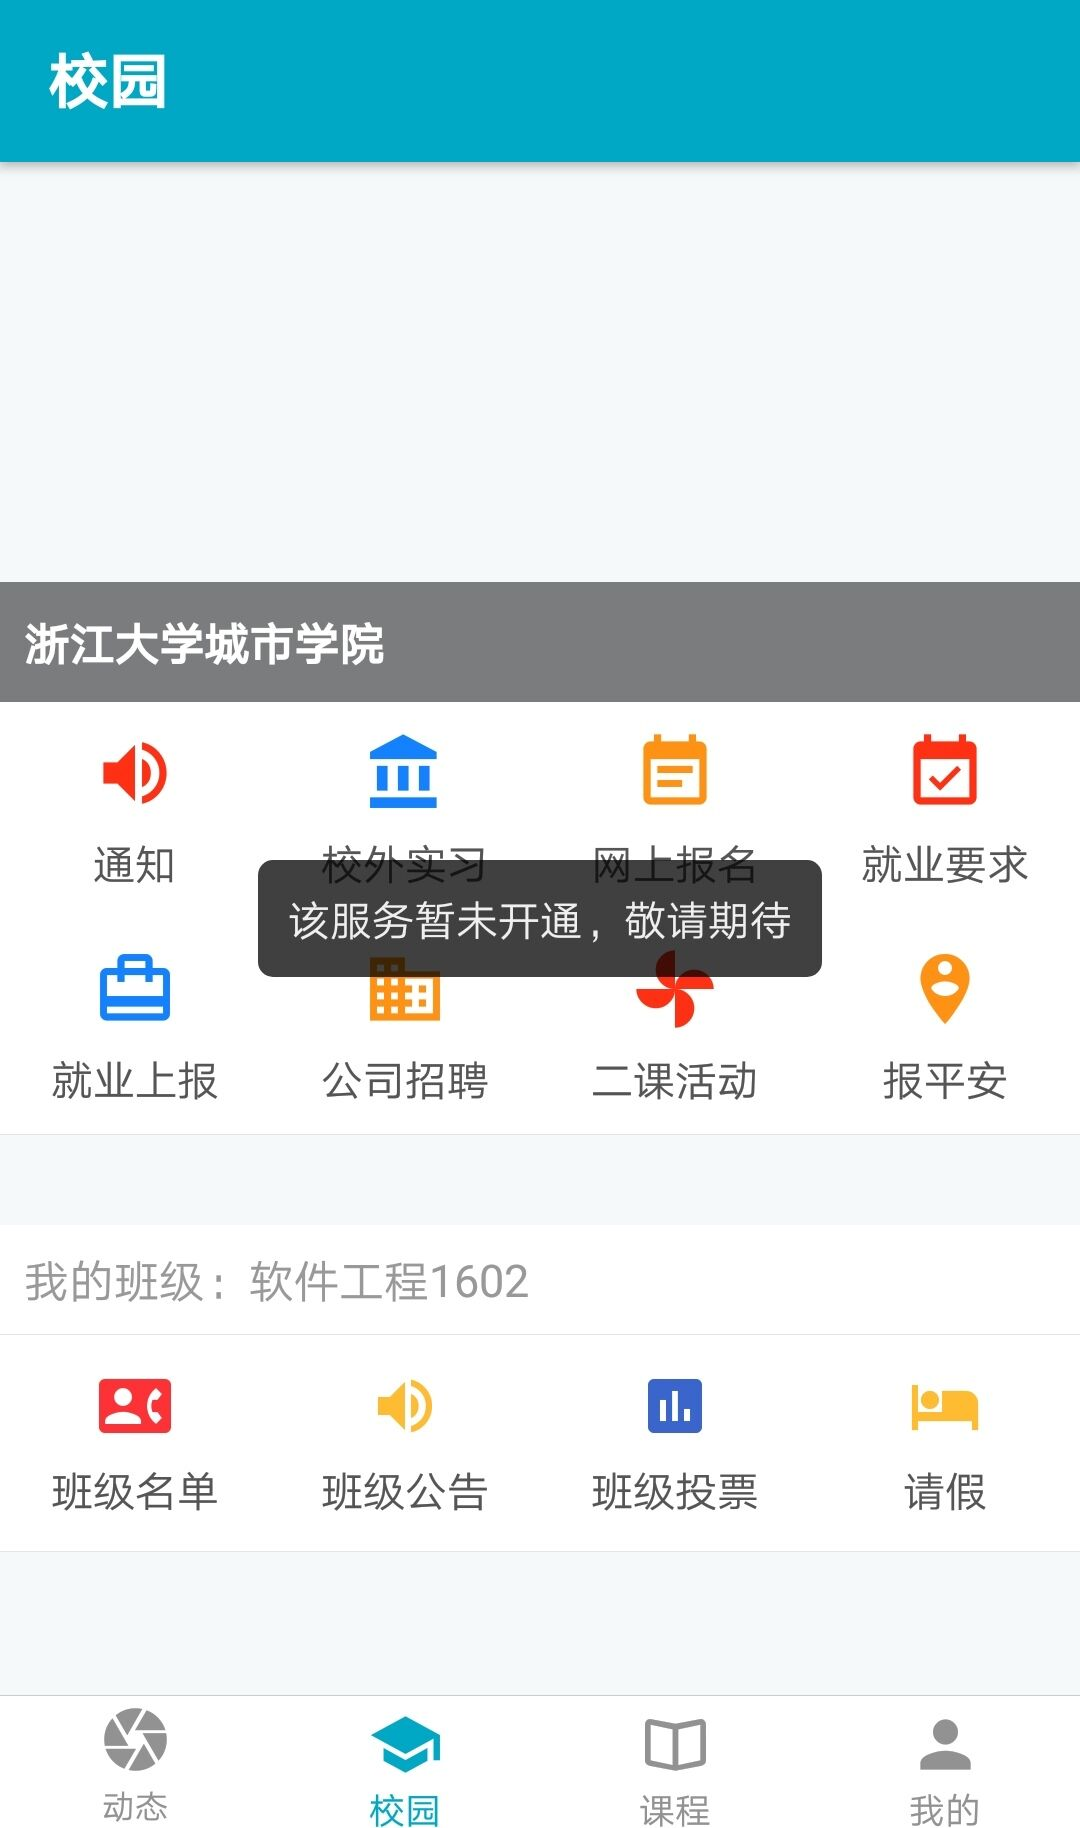 校园
浙江大学城市学院
通知 校外实习 网上报名 就业要求
该服务暂未开通，敬请期待
就业上报 公司招聘 二课活动 报平安
我的班级：软件工程1602
班级名单 班级公告 班级投票 请假
动态 校园 课程 我的